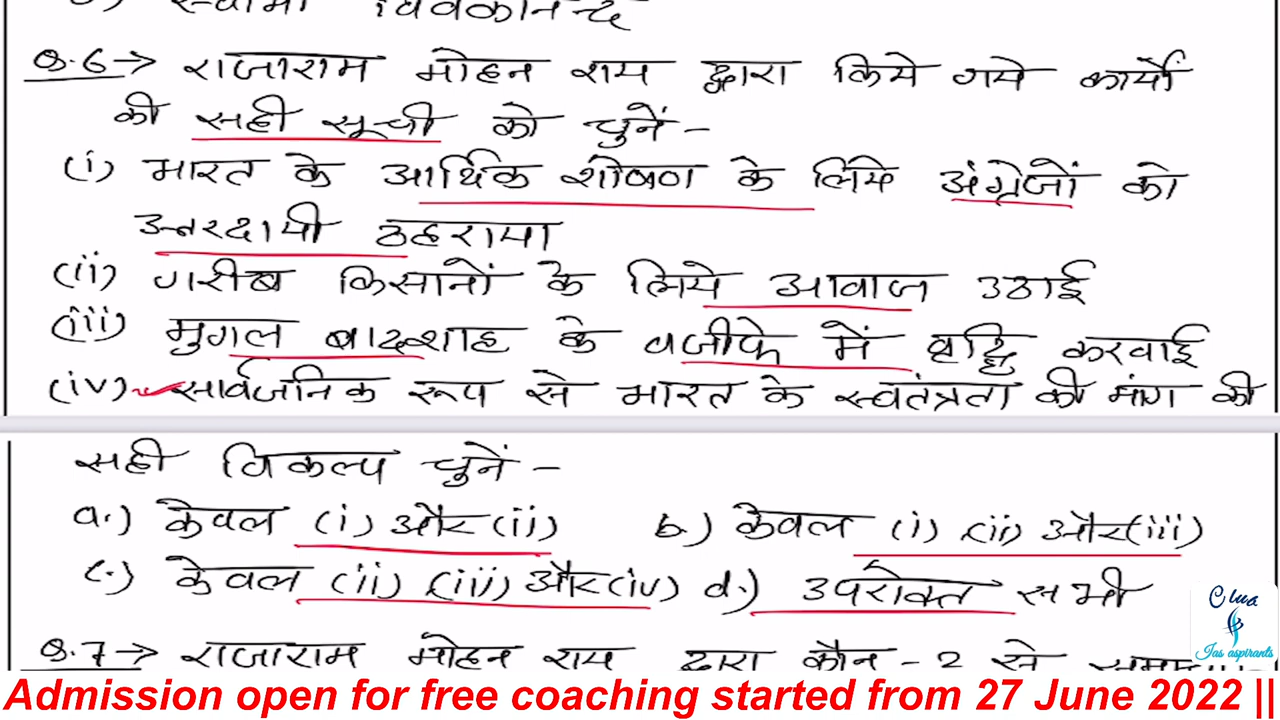 स्वामी विवेकानन्द
Q.6→ राजाराम मोहन राय द्वारा किये गये कार्यों
की सही सूची को चुनें -
(i) भारत के आर्थिक शोषण के लिये अंग्रेजों को
उत्तरदायी ठहराया
(ii) गरीब किसानों के लिये आवाज उठाई
(iii) मुगल बादशाह के वजीफे में वृद्धि करवाई
(iv) सार्वजनिक रूप से भारत के स्वतंत्रता की मांग की
सही विकल्प चुनें -
a.) केवल (i) और (ii) b.) केवल (i) ,(ii) और (iii)
c.) केवल (ii) ,(iii) और (iv) d.) उपरोक्त सभी
Q.7→ राजाराम मोहन राय द्वारा कौन - 2 से
Clue
Ias aspirants
Admission open for free coaching started from 27 June 2022 ||